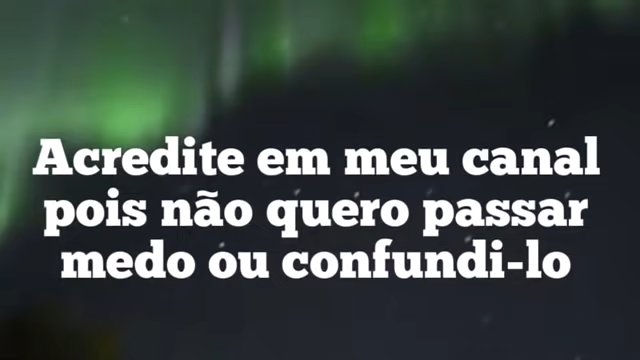 Acredite em meu canal
pois não quero passar
medo ou confundi-lo